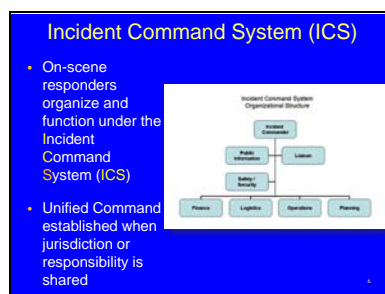 Incident Command System (ICS)
• On-scene
responders
organize and
function under the
Incident
Command
System (ICS)
• Unified Command
established when
jurisdiction or
responsibility is
shared
Incident Command System
Organizational Structure
Incident
Commander
Public
Information
Liaison
Safety /
Security
Finance
Logistics
Operations
Planning